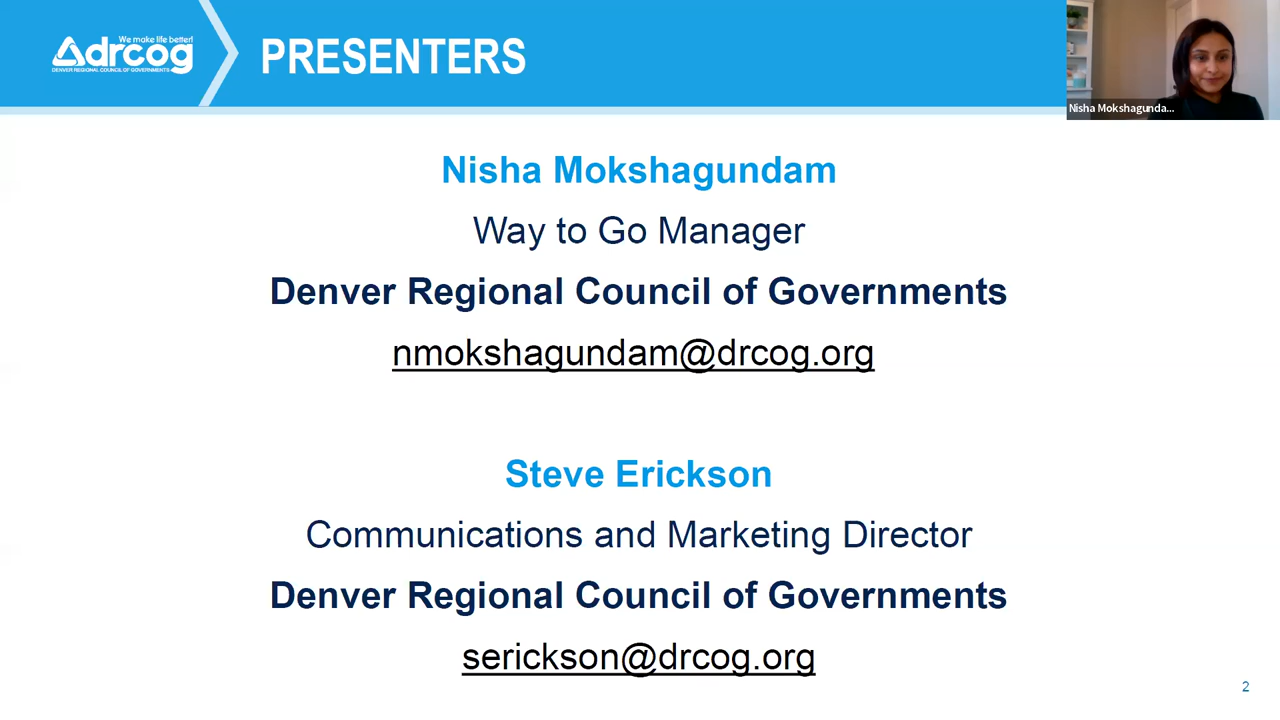 We make life better!
drcog
DENVER REGIONAL COUNCIL OF GOVERNMENTS
PRESENTERS
Nisha Mokshagunda...
Nisha Mokshagundam
Way to Go Manager
Denver Regional Council of Governments
nmokshagundam@drcog.org
Steve Erickson
Communications and Marketing Director
Denver Regional Council of Governments
serickson@drcog.org
2